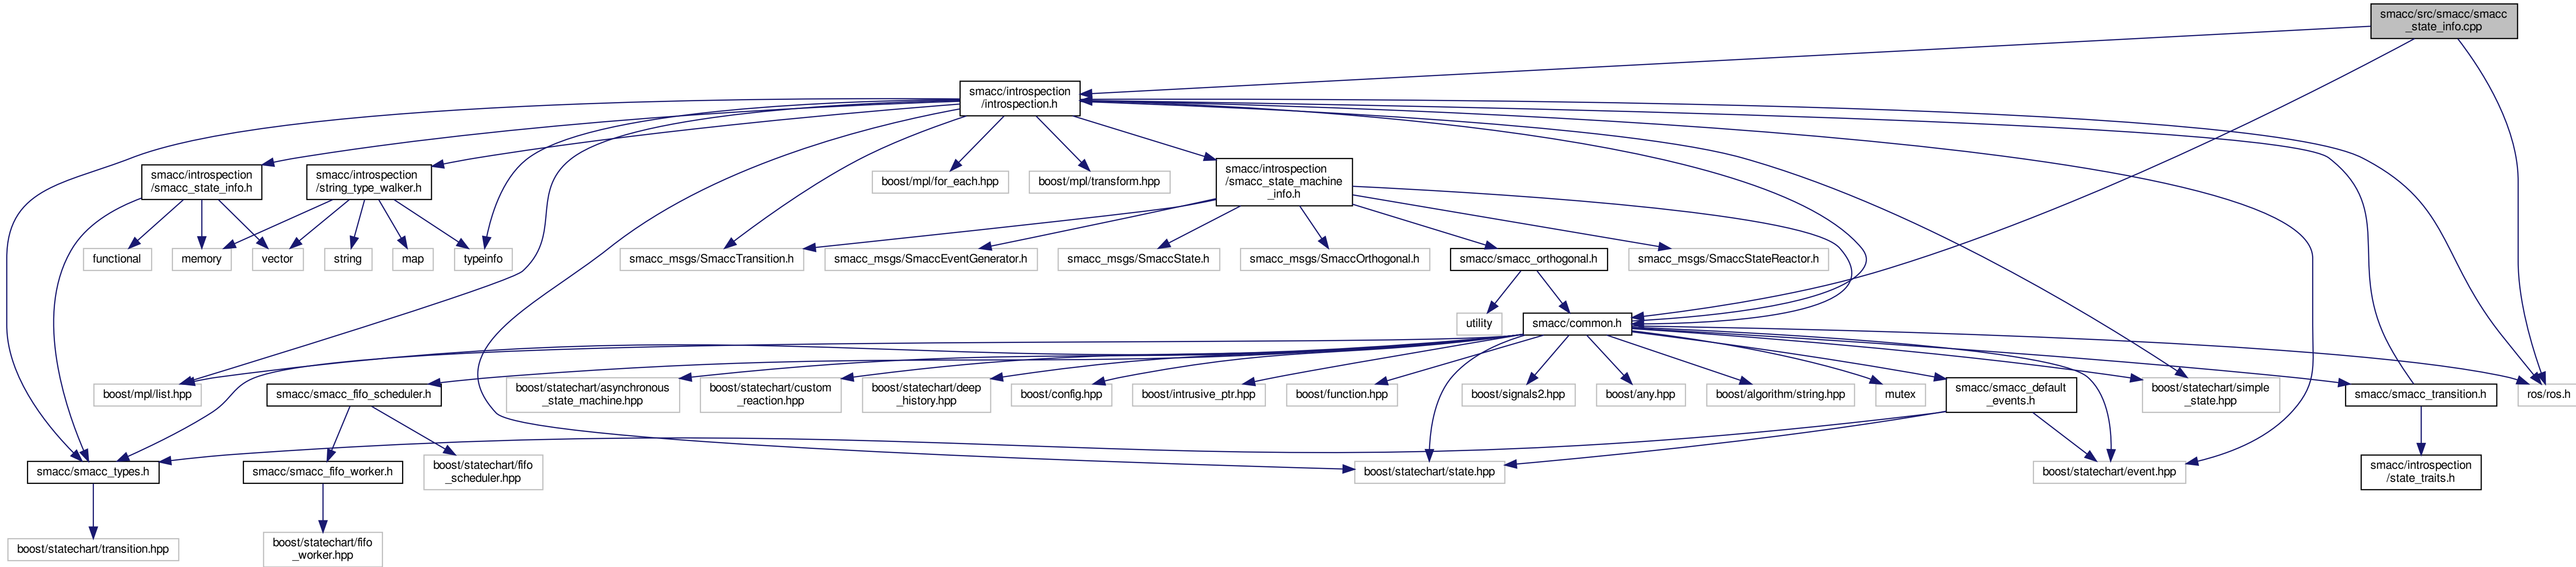 smacc/src/smacc/smacc
_state_info.cpp
smacc/introspection
/introspection.h
smacc/introspection
/smacc_state_info.h
smacc/introspection
/string_type_walker.h
boost/mpl/for_each.hpp
boost/mpl/transform.hpp
smacc/introspection
/smacc_state_machine
_info.h
functional
memory
vector
string
map
typeinfo
smacc_msgs/SmaccTransition.h
smacc_msgs/SmaccEventGenerator.h
smacc_msgs/SmaccState.h
smacc_msgs/SmaccOrthogonal.h
smacc/smacc_orthogonal.h
smacc_msgs/SmaccStateReactor.h
utility
smacc/common.h
boost/mpl/list.hpp
smacc/smacc_fifo_scheduler.h
boost/statechart/asynchronous
_state_machine.hpp
boost/statechart/custom
_reaction.hpp
boost/statechart/deep
_history.hpp
boost/config.hpp
boost/intrusive_ptr.hpp
boost/function.hpp
boost/signals2.hpp
boost/any.hpp
boost/algorithm/string.hpp
mutex
smacc/smacc_default
_events.h
boost/statechart/simple
_state.hpp
smacc/smacc_transition.h
ros/ros.h
smacc/smacc_types.h
smacc/smacc_fifo_worker.h
boost/statechart/fifo
_scheduler.hpp
boost/statechart/state.hpp
boost/statechart/event.hpp
smacc/introspection
/state_traits.h
boost/statechart/transition.hpp
boost/statechart/fifo
_worker.hpp